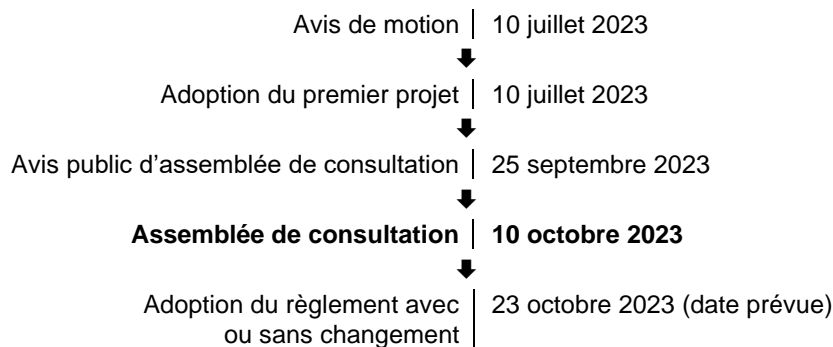 Avis de motion 10 juillet 2023
Adoption du premier projet 10 juillet 2023
Avis public d'assemblée de consultation 25 septembre 2023
Assemblée de consultation 10 octobre 2023
Adoption du règlement avec 23 octobre 2023 (date prévue)
ou sans changement